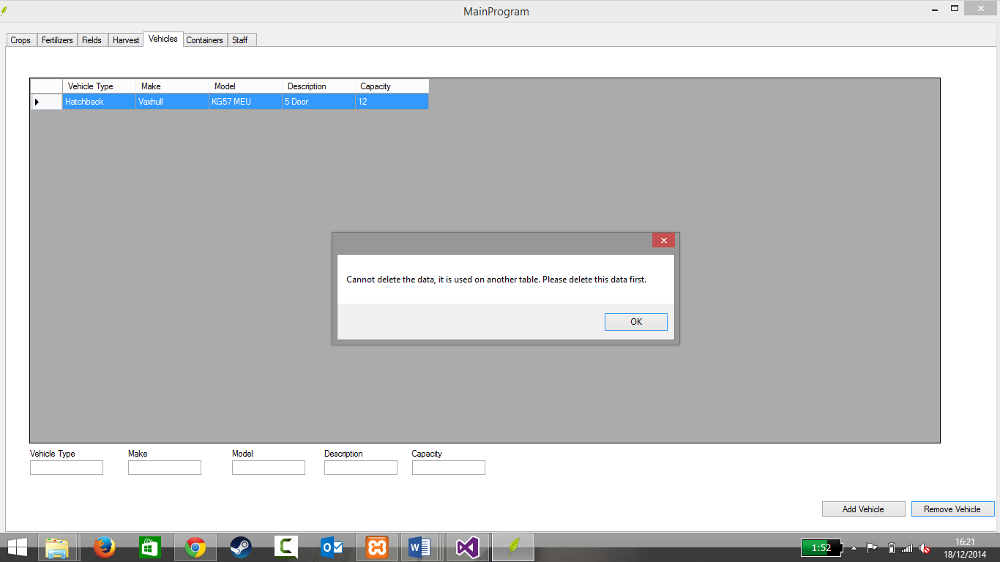 MainProgram
Crops Fertilizers Fields Harvest Vehicles Containers Staff
Vehicle Type Make Model Description Capacity
Hatchback Vaxhull KG57 MEU 5 Door 12
Cannot delete the data, it is used on another table. Please delete this data first.
OK
Vehicle Type Make Model Description Capacity
Add Vehicle Remove Vehicle
1:52 16:21
18/12/2014